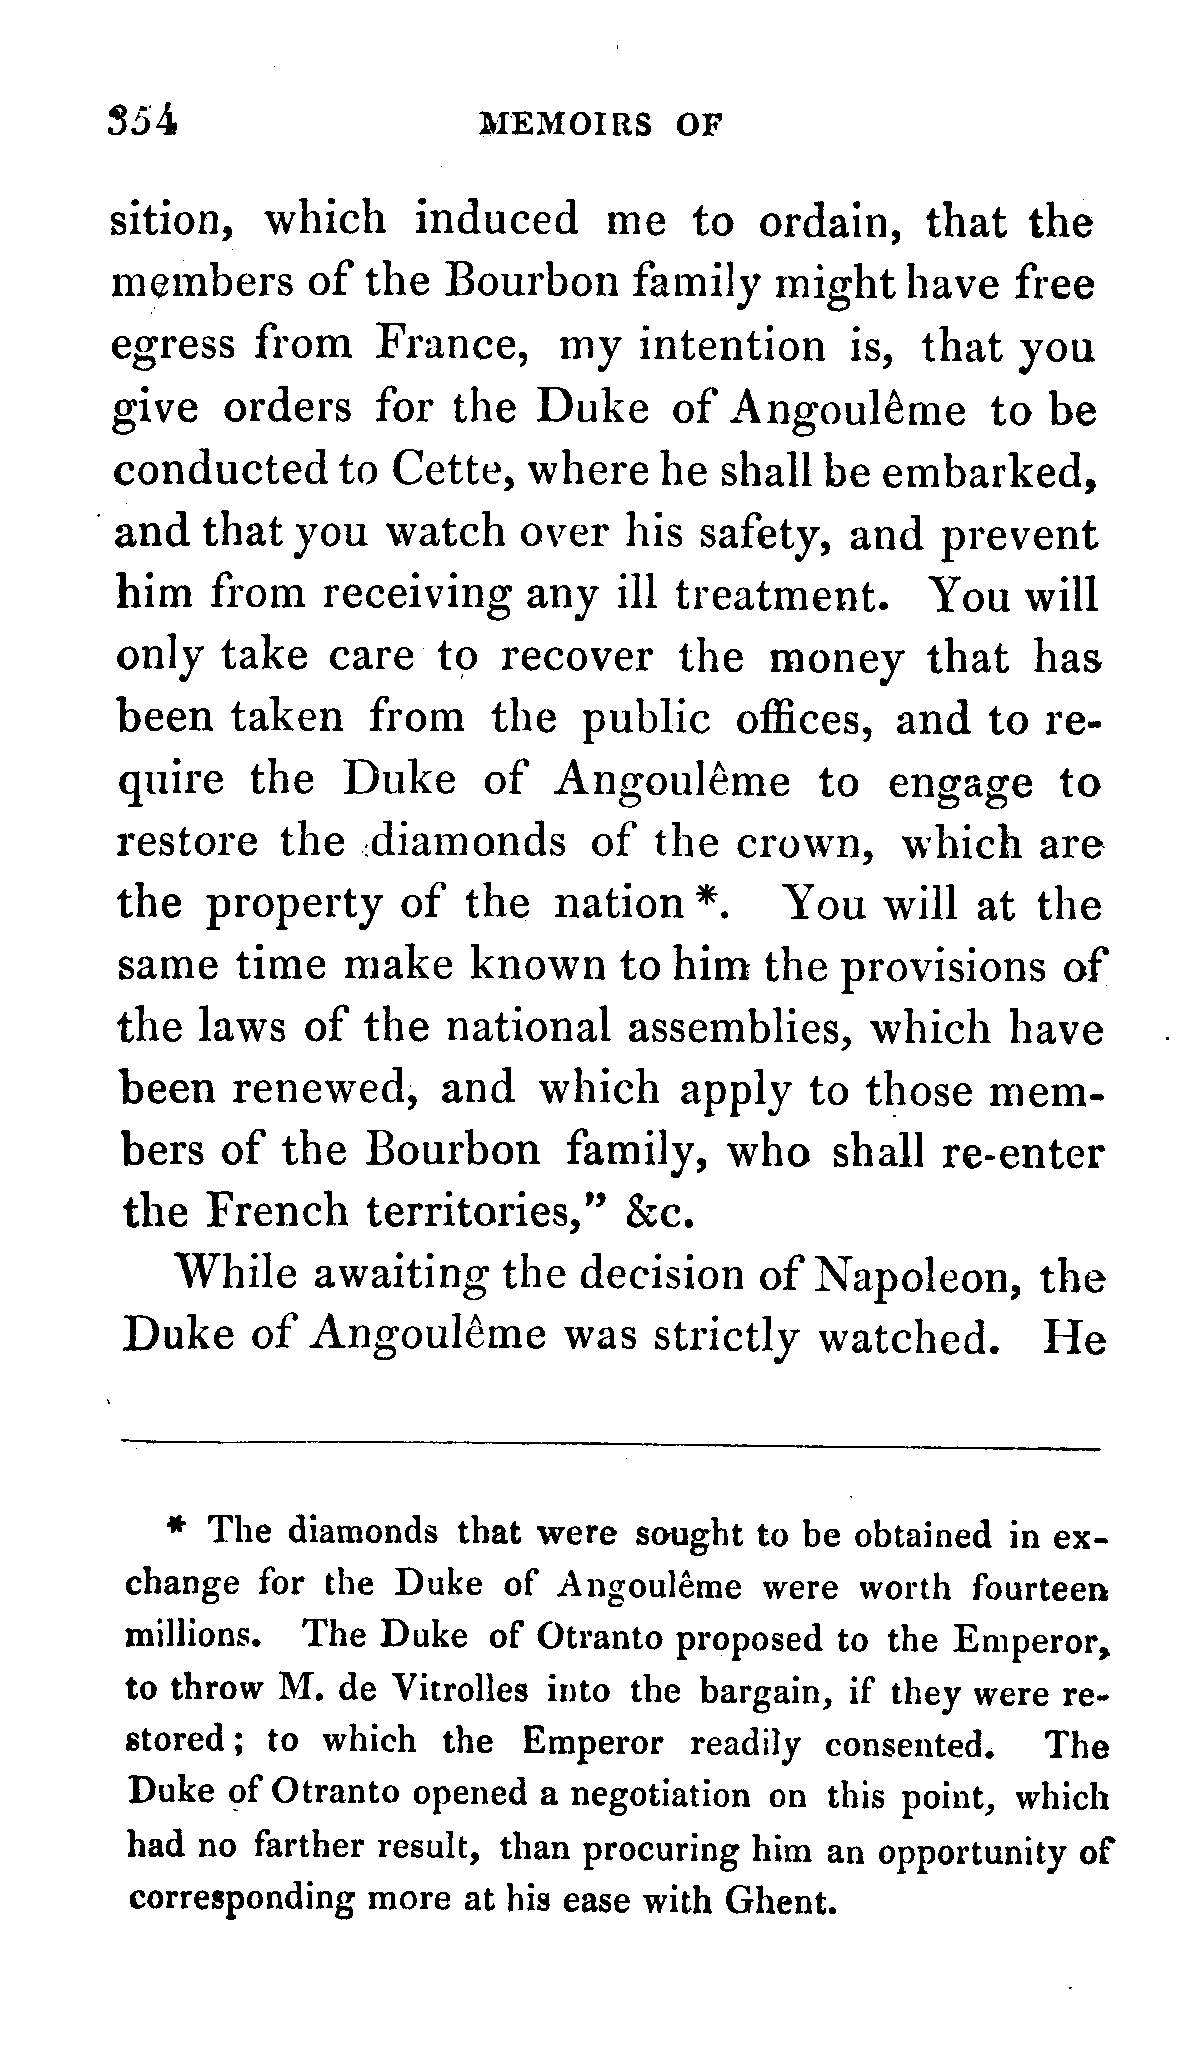 354 MEMOIRS OF
sition, which induced me to ordain, that the
members of the Bourbon family might have free
egress from France, my intention is, that you
give orders for the Duke of Angoulême to be
conducted to Cette, where he shall be embarked,
and that you watch over his safety, and prevent
him from receiving any ill treatment. You will
only take care to recover the money that has
been taken from the public offices, and to re-
quire the Duke of Angoulême to engage to
restore the diamonds of the crown, which are
the property of the nation *. You will at the
same time make known to him the provisions of
the laws of the national assemblies, which have
been renewed, and which apply to those mem-
bers of the Bourbon family, who shall re-enter
the French territories,” &c.
While awaiting the decision of Napoleon, the
Duke of Angoulême was strictly watched. He
* The diamonds that were sought to be obtained in ex-
change for the Duke of Angoulême were worth fourteen
millions. The Duke of Otranto proposed to the Emperor,
to throw M. de Vitrolles into the bargain, if they were re-
stored; to which the Emperor readily consented. The
Duke of Otranto opened a negotiation on this point, which
had no farther result, than procuring him an opportunity of
corresponding more at his ease with Ghent.